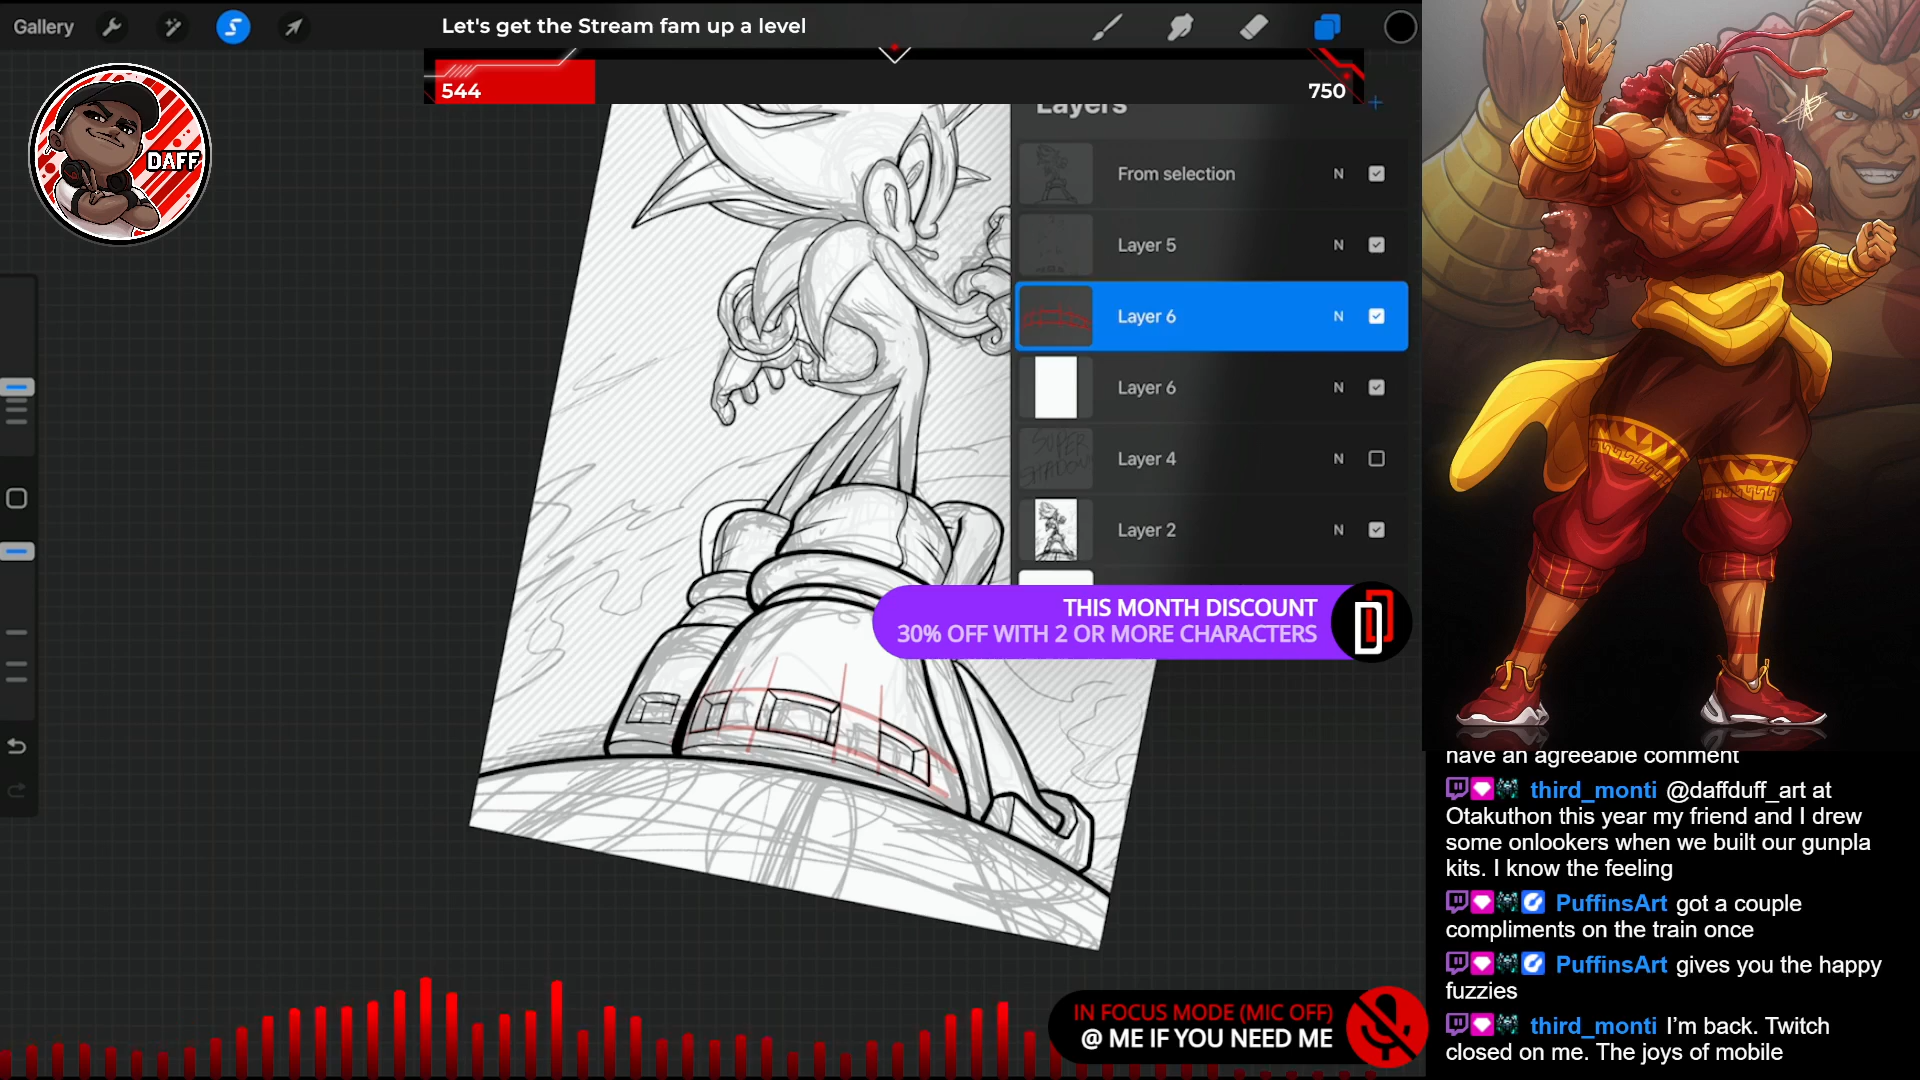 Gallery
Let's get the Stream fam up a level
544
750
DAFF
Layers
From selection N
Layer 5 N
Layer 6 N
Layer 6 N
Layer 4 N
SUPER
SHADOW
Layer 2 N
THIS MONTH DISCOUNT
30% OFF WITH 2 OR MORE CHARACTERS
IN FOCUS MODE (MIC OFF)
@ ME IF YOU NEED ME
have an agreeable comment
third_monti @daffduff_art at
Otakuthon this year my friend and I drew
some onlookers when we built our gunpla
kits. I know the feeling
PuffinsArt got a couple
compliments on the train once
PuffinsArt gives you the happy
fuzzies
third_monti I'm back. Twitch
closed on me. The joys of mobile